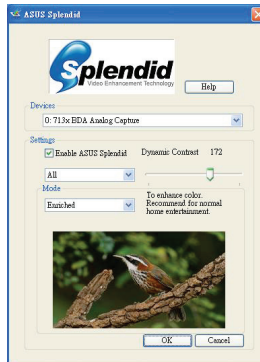 ASUS Splendid
Splendid
Video Enhancement Technology
Help
Devices
0: 713x BDA Analog Capture
Settings
Enable ASUS Splendid Dynamic Contrast 172
All
Mode
Enriched
To enhance color.
Recommend for normal
home entertainment.
OK Cancel